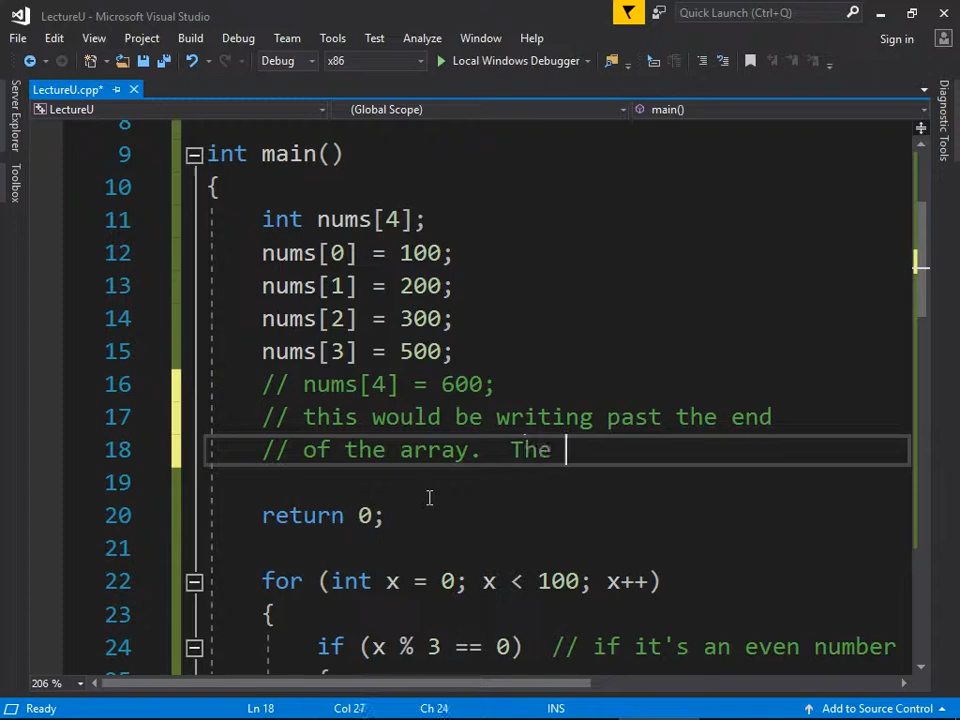 LectureU.cpp* - Microsoft Visual Studio
Quick Launch (Ctrl+Q)
File Edit View Project Build Debug Team Tools Test Analyze Window Help
Sign in
Debug x86 Local Windows Debugger
LectureU.cpp*
LectureU (Global Scope) main()
Server Explorer
Toolbox
Diagnostic Tools
8
9 int main()
10 {
11 int nums[4];
12 nums[0] = 100;
13 nums[1] = 200;
14 nums[2] = 300;
15 nums[3] = 500;
16 // nums[4] = 600;
17 // this would be writing past the end
18 // of the array.  The
19
20 return 0;
21
22 for (int x = 0; x < 100; x++)
23 {
24 if (x % 3 == 0)  // if it's an even number
25
206 %
Ready Ln 18 Col 27 Ch 24 INS Add to Source Control